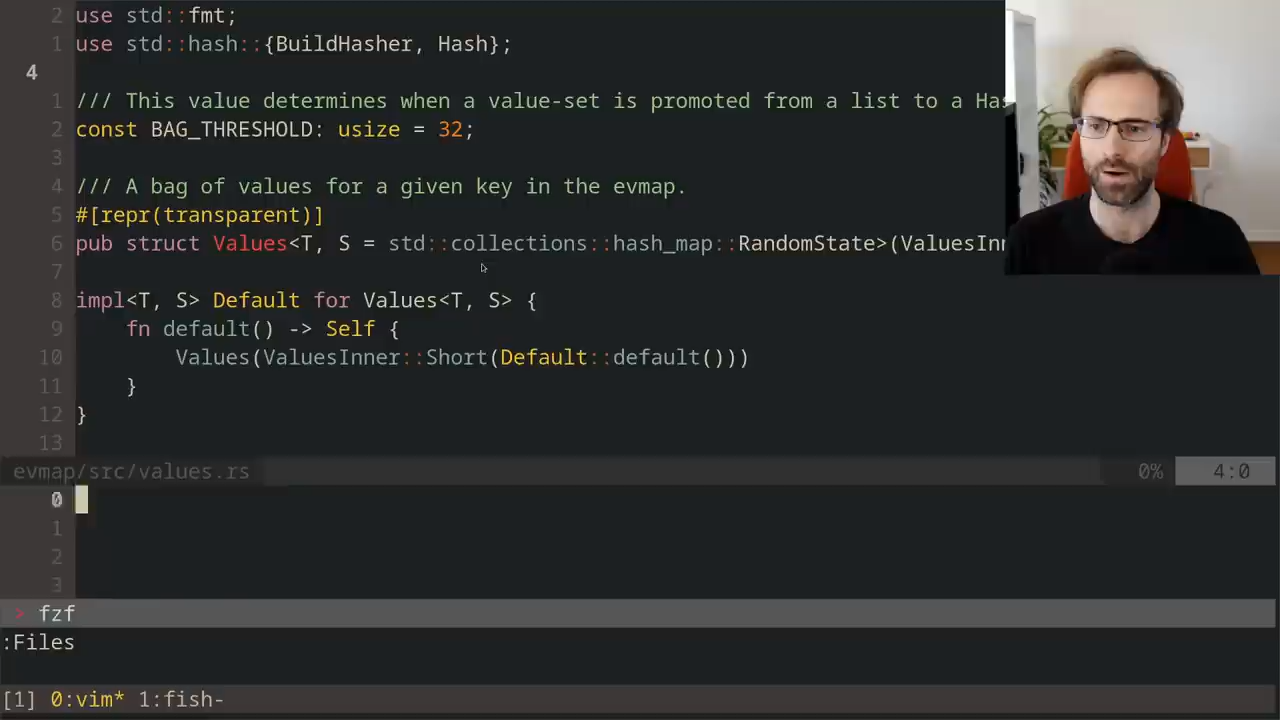 2 use std::fmt;
1 use std::hash::{BuildHasher, Hash};
4
1 /// This value determines when a value-set is promoted from a list to a Has
2 const BAG_THRESHOLD: usize = 32;
3
4 /// A bag of values for a given key in the evmap.
5 #[repr(transparent)]
6 pub struct Values<T, S = std::collections::hash_map::RandomState>(ValuesInn
7
8 impl<T, S> Default for Values<T, S> {
9     fn default() -> Self {
10         Values(ValuesInner::Short(Default::default()))
11     }
12 }
13
evmap/src/values.rs 0% 4:0
0
1
2
3
> fzf
:Files
[1] 0:vim* 1:fish-